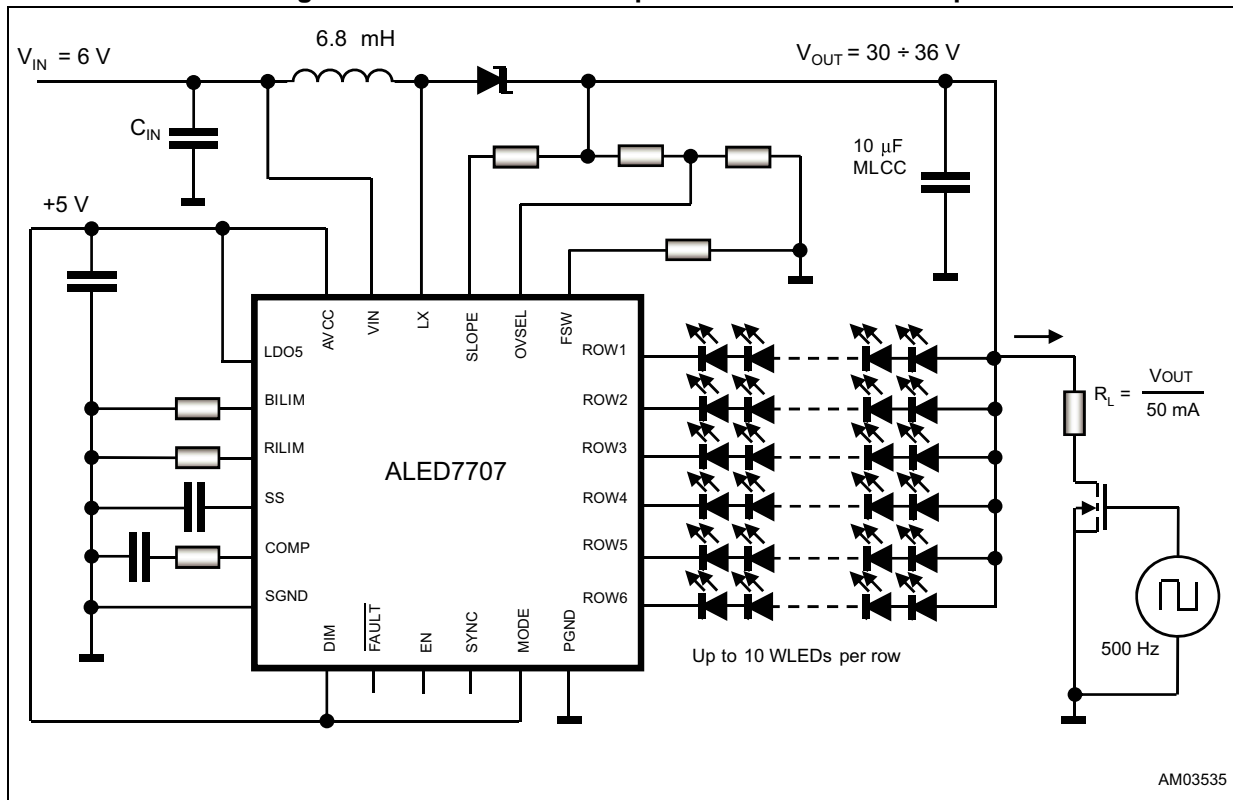 6.8 mH
V_IN = 6 V
V_OUT = 30 ÷ 36 V
C_IN
10 μF
MLCC
+5 V
AVCC
VIN
LX
SLOPE
OVSEL
FSW
LDO5
BILIM
RILIM
SS
COMP
SGND
ALED7707
ROW1
ROW2
ROW3
ROW4
ROW5
ROW6
DIM
FAULT
EN
SYNC
MODE
PGND
R_L = VOUT
50 mA
500 Hz
Up to 10 WLEDs per row
AM03535